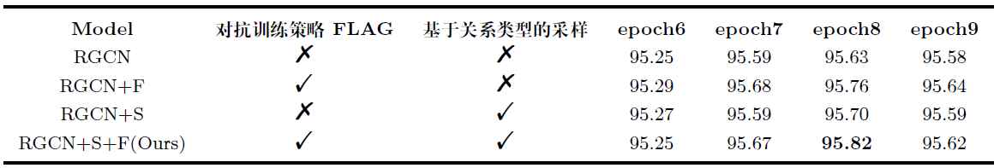 Model 对抗训练策略 FLAG 基于关系类型的采样 epoch6 epoch7 epoch8 epoch9
RGCN ✗ ✗ 95.25 95.59 95.63 95.58
RGCN+F ✓ ✗ 95.29 95.68 95.76 95.64
RGCN+S ✗ ✓ 95.27 95.59 95.70 95.59
RGCN+S+F(Ours) ✓ ✓ 95.25 95.67 95.82 95.62